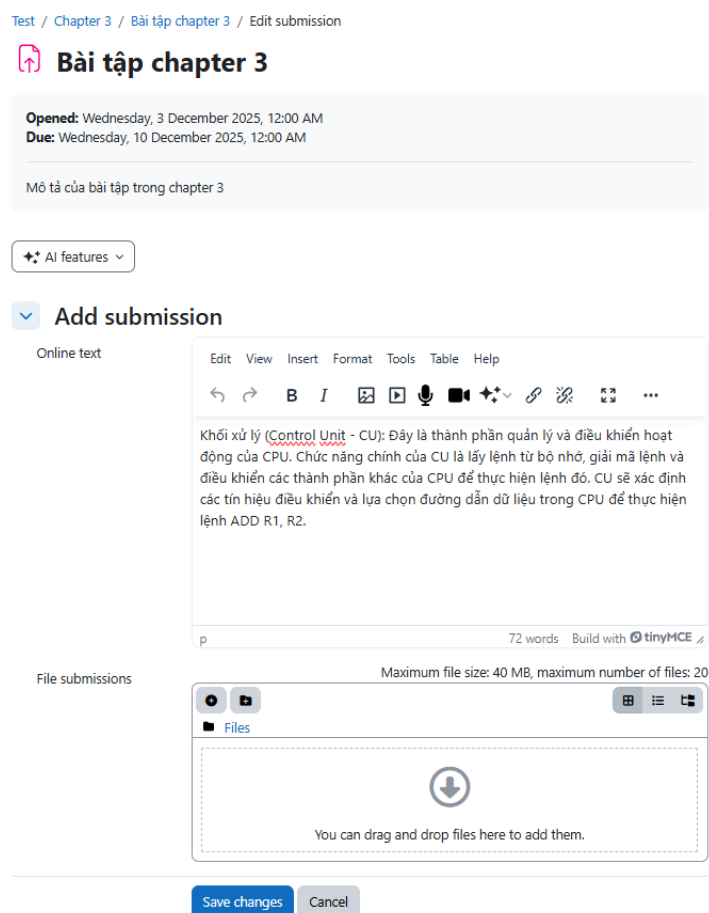 Test / Chapter 3 / Bài tập chapter 3 / Edit submission
Bài tập chapter 3
Opened: Wednesday, 3 December 2025, 12:00 AM
Due: Wednesday, 10 December 2025, 12:00 AM
Mô tả của bài tập trong chapter 3
AI features
Add submission
Online text
Edit View Insert Format Tools Table Help
B I
Khối xử lý (Control Unit - CU): Đây là thành phần quản lý và điều khiển hoạt
động của CPU. Chức năng chính của CU là lấy lệnh từ bộ nhớ, giải mã lệnh và
điều khiển các thành phần khác của CPU để thực hiện lệnh đó. CU sẽ xác định
các tín hiệu điều khiển và lựa chọn đường dẫn dữ liệu trong CPU để thực hiện
lệnh ADD R1, R2.
p 72 words Build with tinyMCE
File submissions
Maximum file size: 40 MB, maximum number of files: 20
Files
You can drag and drop files here to add them.
Save changes Cancel